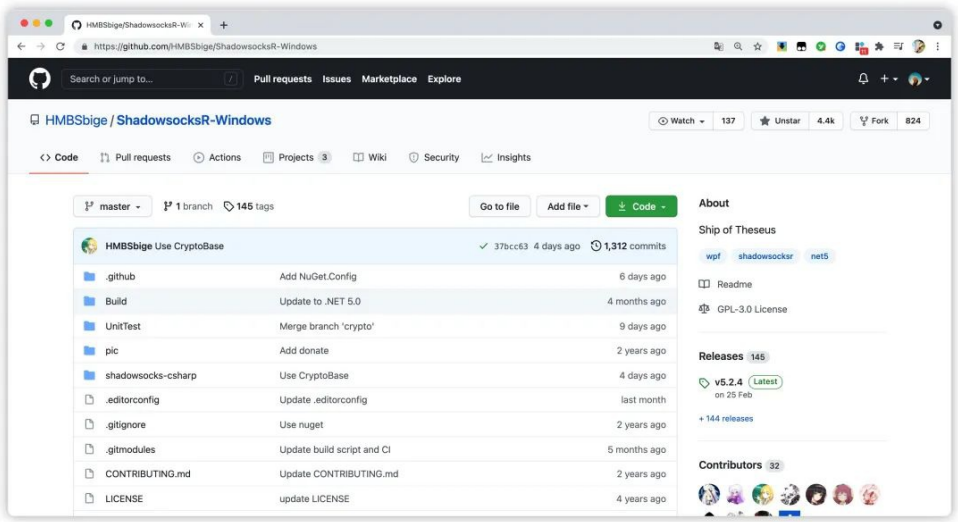 HMBSbige/ShadowsocksR-Win
https://github.com/HMBSbige/ShadowsocksR-Windows
Search or jump to... / Pull requests Issues Marketplace Explore
HMBSbige / ShadowsocksR-Windows
Watch 137 Unstar 4.4k Fork 824
Code Pull requests Actions Projects 3 Wiki Security Insights
master 1 branch 145 tags Go to file Add file Code
HMBSbige Use CryptoBase 37bcc63 4 days ago 1,312 commits
.github Add NuGet.Config 6 days ago
Build Update to .NET 5.0 4 months ago
UnitTest Merge branch 'crypto' 9 days ago
pic Add donate 2 years ago
shadowsocks-csharp Use CryptoBase 4 days ago
.editorconfig Update .editorconfig last month
.gitignore Use nuget 2 years ago
.gitmodules Update build script and CI 5 months ago
CONTRIBUTING.md Update CONTRIBUTING.md 2 years ago
LICENSE update LICENSE 4 years ago
About
Ship of Theseus
wpf shadowsocksr net5
Readme
GPL-3.0 License
Releases 145
v5.2.4 Latest
on 25 Feb
+ 144 releases
Contributors 32